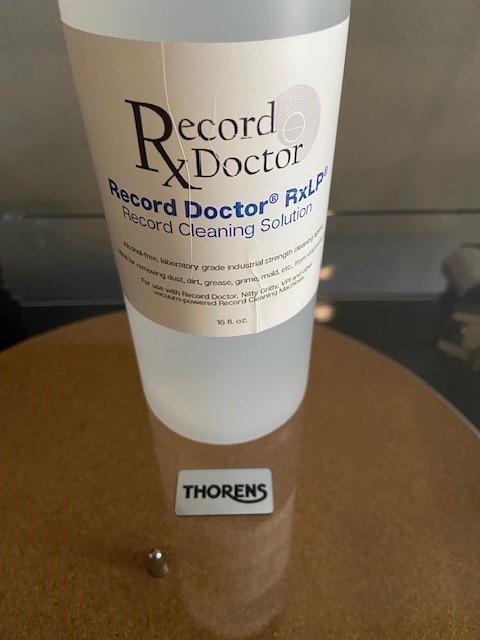 Record
RxDoctor
Record Doctor® RxLP®
Record Cleaning Solution
Alcohol-free, laboratory grade industrial strength cleaning
Ideal for removing dust, dirt, grease, grime, mold, etc., from
For use with Record Doctor, Nitty Gritty, VPI and other
vacuum-powered Record Cleaning Machines.
16 fl. oz.
THORENS